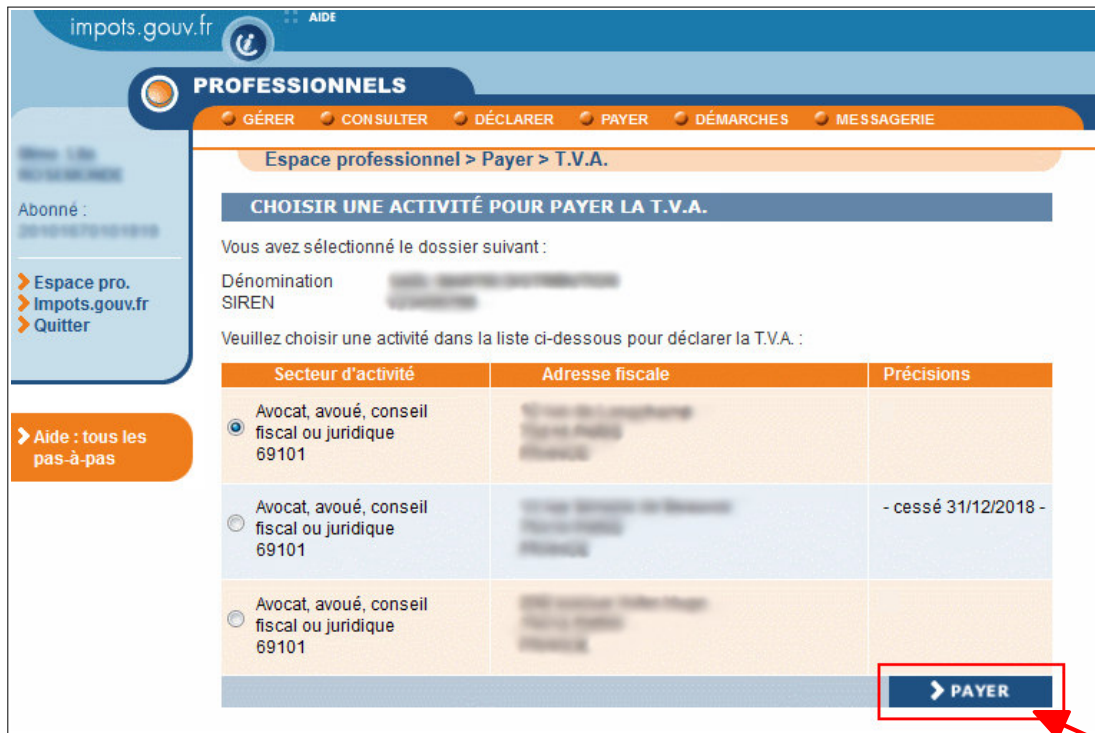 impots.gouv.fr
AIDE
PROFESSIONNELS
GÉRER CONSULTER DÉCLARER PAYER DÉMARCHES MESSAGERIE
Espace professionnel > Payer > T.V.A.
Abonné :
Espace pro.
Impots.gouv.fr
Quitter
Aide : tous les
pas-à-pas
CHOISIR UNE ACTIVITÉ POUR PAYER LA T.V.A.
Vous avez sélectionné le dossier suivant :
Dénomination
SIREN
Veuillez choisir une activité dans la liste ci-dessous pour déclarer la T.V.A. :
Secteur d'activité Adresse fiscale Précisions
Avocat, avoué, conseil
fiscal ou juridique
69101
Avocat, avoué, conseil
fiscal ou juridique
69101
- cessé 31/12/2018 -
Avocat, avoué, conseil
fiscal ou juridique
69101
PAYER